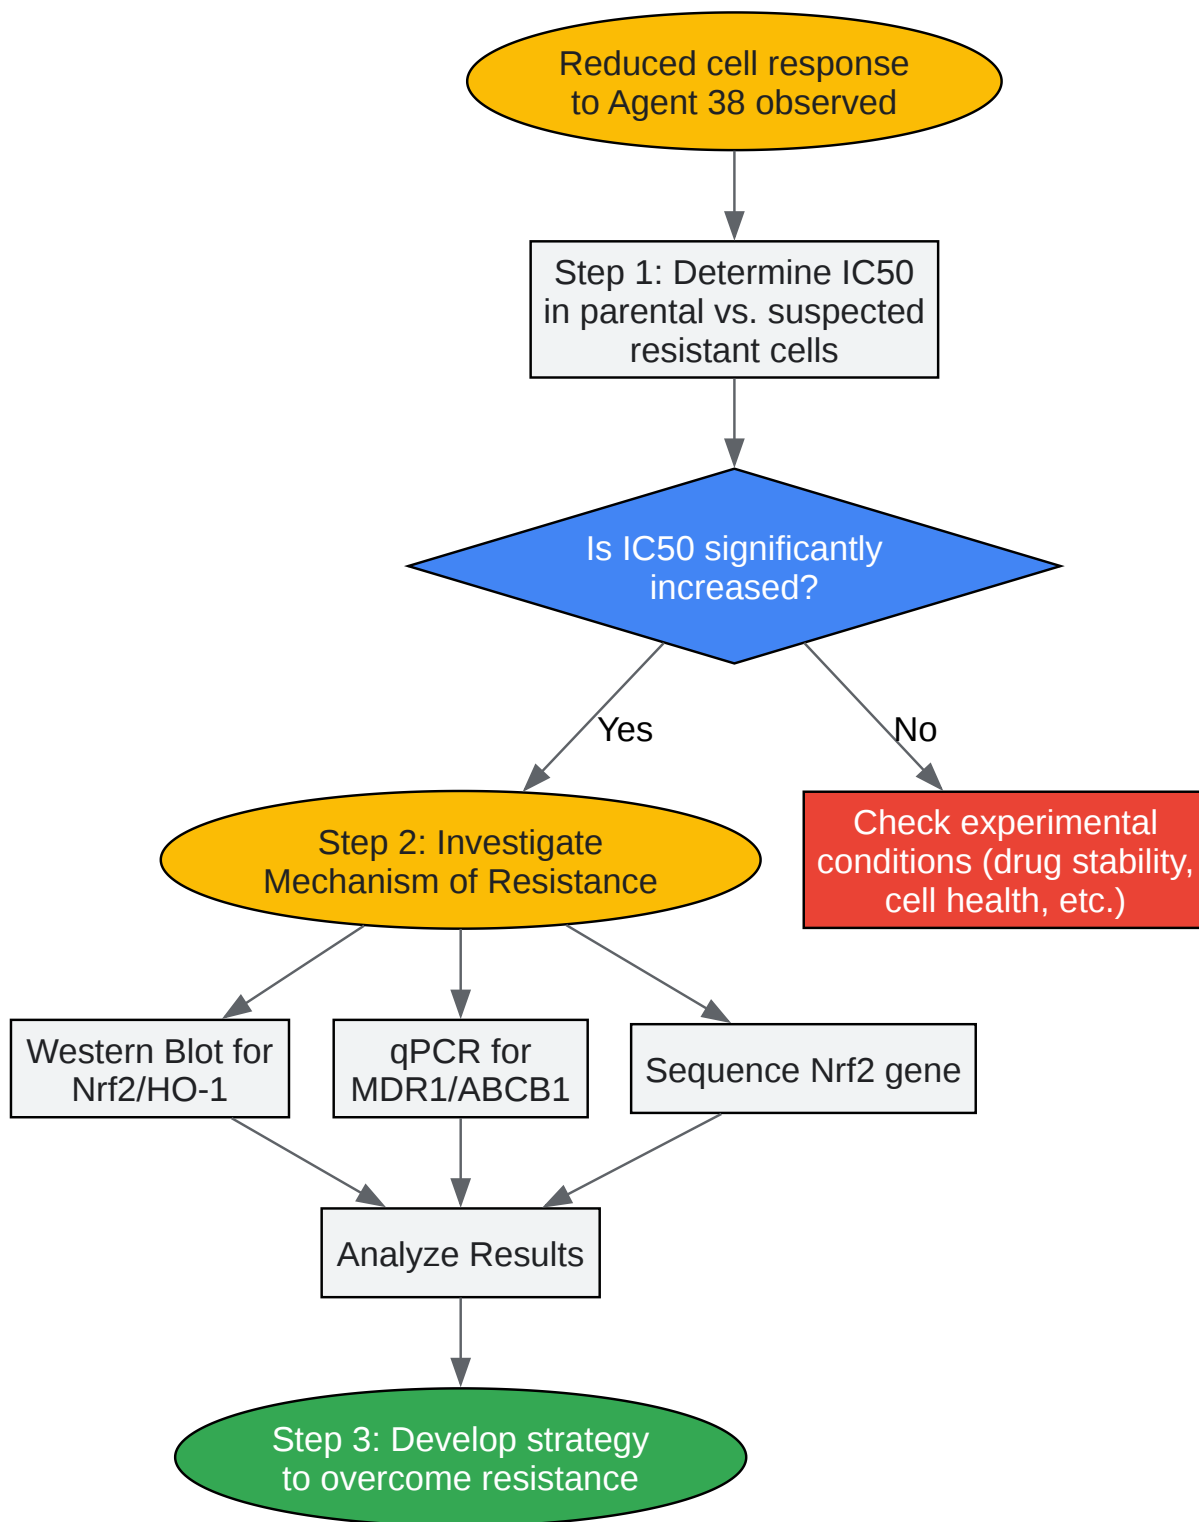 Reduced cell response
to Agent 38 observed
Step 1: Determine IC50
in parental vs. suspected
resistant cells
Is IC50 significantly
increased?
Yes
No
Step 2: Investigate
Mechanism of Resistance
Check experimental
conditions (drug stability,
cell health, etc.)
Western Blot for
Nrf2/HO-1
qPCR for
MDR1/ABCB1
Sequence Nrf2 gene
Analyze Results
Step 3: Develop strategy
to overcome resistance